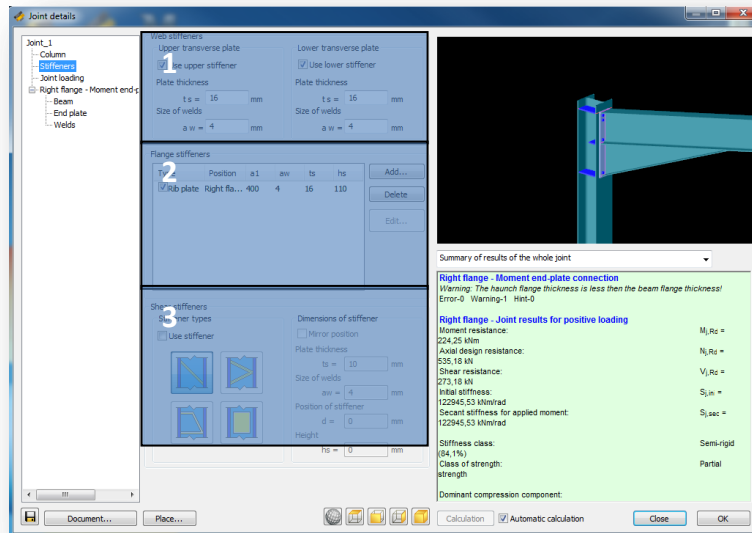 Joint details
Joint_1
Column
Stiffeners
Joint loading
Right flange - Moment end-p
Beam
End plate
Welds
Web stiffeners
Upper transverse plate
Lower transverse plate
1
Use upper stiffener
Use lower stiffener
Plate thickness
Plate thickness
t s = 16 mm
t s = 16 mm
Size of welds
Size of welds
a w = 4 mm
a w = 4 mm
Flange stiffeners
2
Type Position a1 aw ts hs
Rib plate Right fla... 400 4 16 110
Add...
Delete
Edit...
Shear stiffeners
3
Stiffener types
Dimensions of stiffener
Use stiffener
Mirror position
Plate thickness
ts = 10 mm
Size of welds
aw = 4 mm
Position of stiffener
d = 0 mm
Height
hs = 0 mm
Summary of results of the whole joint
Right flange - Moment end-plate connection
Warning: The haunch flange thickness is less then the beam flange thickness!
Error-0 Warning-1 Hint-0
Right flange - Joint results for positive loading
Moment resistance: Mj,Rd =
224,25 kNm
Axial design resistance: Nj,Rd =
535,18 kN
Shear resistance: Vj,Rd =
273,18 kN
Initial stiffness: Sj,ini =
122945,53 kNm/rad
Secant stiffness for applied moment: Sj,sec =
122945,53 kNm/rad
Stiffness class: Semi-rigid
(84,1%)
Class of strength: Partial
strength
Dominant compression component:
Document...
Place...
Calculation
Automatic calculation
Close
OK